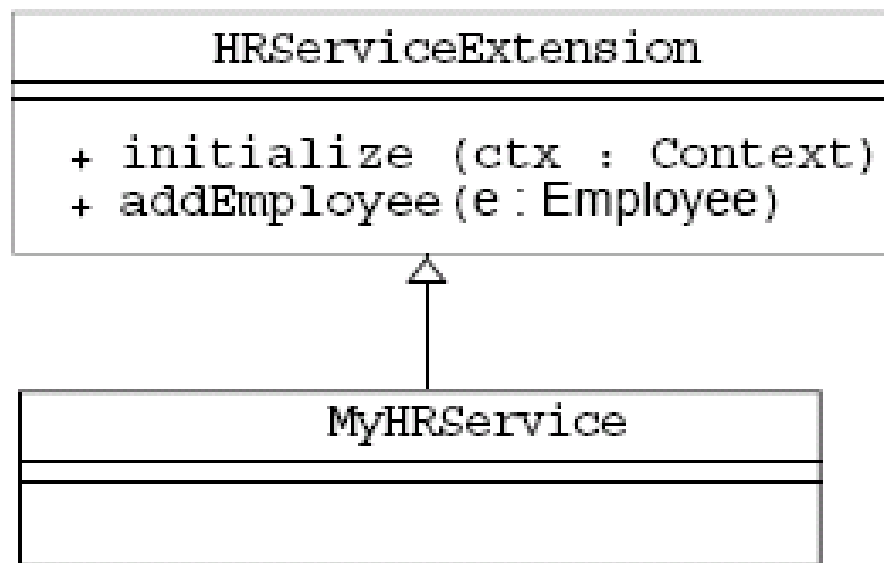 HRServiceExtension
+ initialize (ctx : Context)
+ addEmployee(e : Employee)
MyHRService